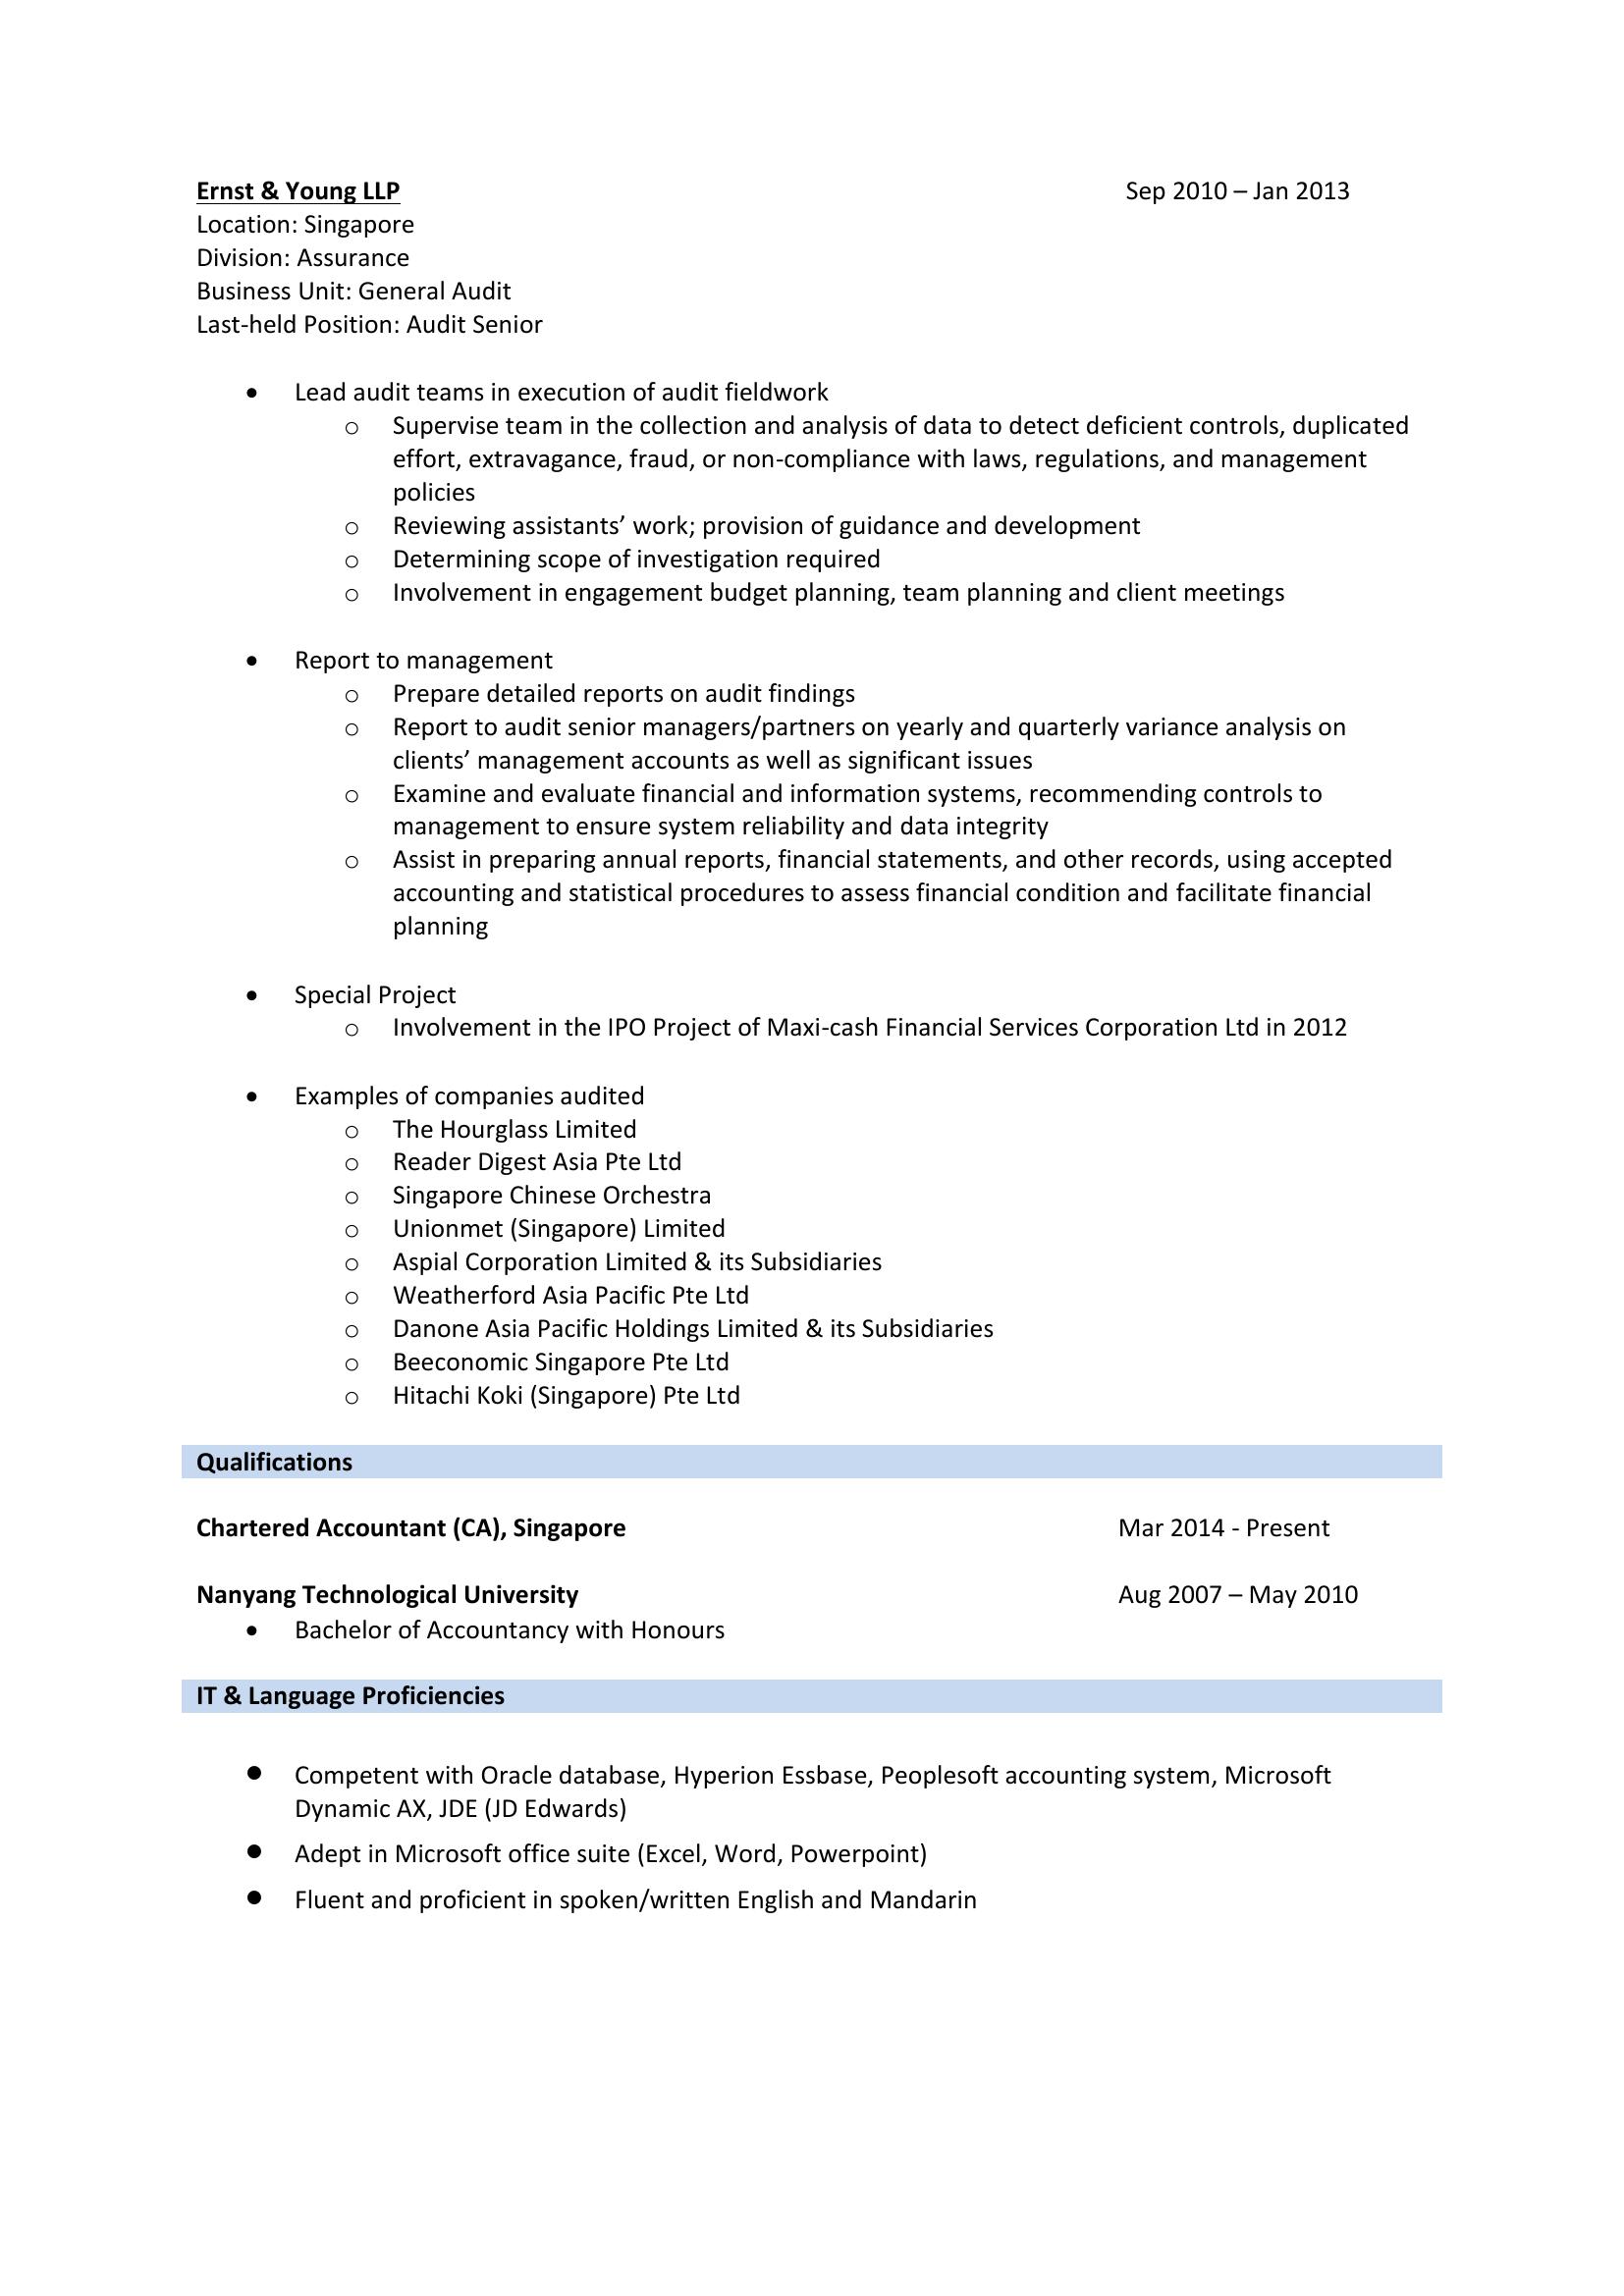 Ernst & Young LLP Sep 2010 – Jan 2013
Location: Singapore
Division: Assurance
Business Unit: General Audit
Last-held Position: Audit Senior
• Lead audit teams in execution of audit fieldwork
o Supervise team in the collection and analysis of data to detect deficient controls, duplicated
effort, extravagance, fraud, or non-compliance with laws, regulations, and management
policies
o Reviewing assistants’ work; provision of guidance and development
o Determining scope of investigation required
o Involvement in engagement budget planning, team planning and client meetings
• Report to management
o Prepare detailed reports on audit findings
o Report to audit senior managers/partners on yearly and quarterly variance analysis on
clients’ management accounts as well as significant issues
o Examine and evaluate financial and information systems, recommending controls to
management to ensure system reliability and data integrity
o Assist in preparing annual reports, financial statements, and other records, using accepted
accounting and statistical procedures to assess financial condition and facilitate financial
planning
• Special Project
o Involvement in the IPO Project of Maxi-cash Financial Services Corporation Ltd in 2012
• Examples of companies audited
o The Hourglass Limited
o Reader Digest Asia Pte Ltd
o Singapore Chinese Orchestra
o Unionmet (Singapore) Limited
o Aspial Corporation Limited & its Subsidiaries
o Weatherford Asia Pacific Pte Ltd
o Danone Asia Pacific Holdings Limited & its Subsidiaries
o Beeconomic Singapore Pte Ltd
o Hitachi Koki (Singapore) Pte Ltd
Qualifications
Chartered Accountant (CA), Singapore Mar 2014 - Present
Nanyang Technological University Aug 2007 – May 2010
• Bachelor of Accountancy with Honours
IT & Language Proficiencies
• Competent with Oracle database, Hyperion Essbase, Peoplesoft accounting system, Microsoft
Dynamic AX, JDE (JD Edwards)
• Adept in Microsoft office suite (Excel, Word, Powerpoint)
• Fluent and proficient in spoken/written English and Mandarin